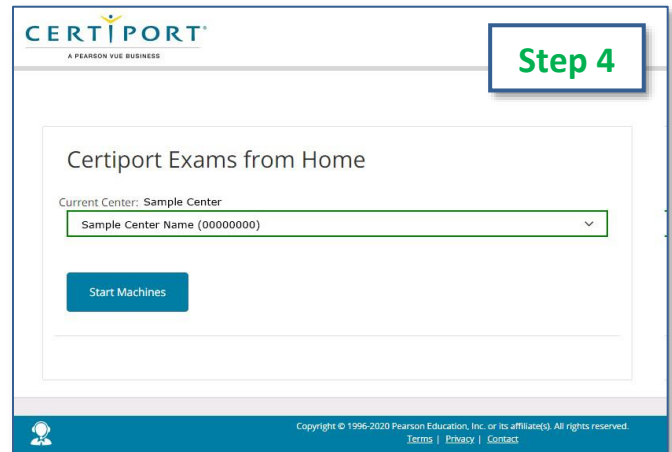 CERTIPORT
A PEARSON VUE BUSINESS
Step 4
Certiport Exams from Home
Current Center: Sample Center
Sample Center Name (00000000)
Start Machines
Copyright © 1996-2020 Pearson Education, Inc. or its affiliate(s). All rights reserved.
Terms | Privacy | Contact